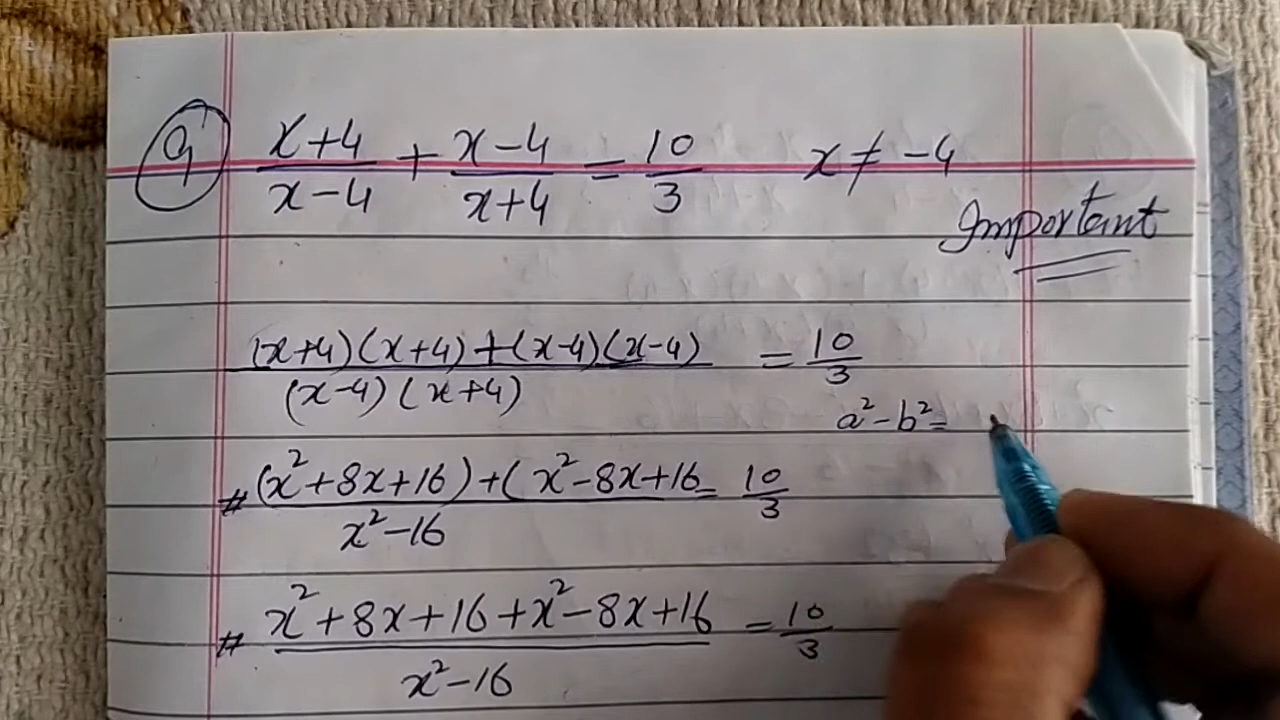 9 (x+4)/(x-4) + (x-4)/(x+4) = 10/3 x ≠ -4
Important
((x+4)(x+4)+(x-4)(x-4))/((x-4)(x+4)) = 10/3
a²-b²=
# ((x²+8x+16)+(x²-8x+16)/(x²-16) = 10/3
# (x²+8x+16+x²-8x+16)/(x²-16) = 10/3